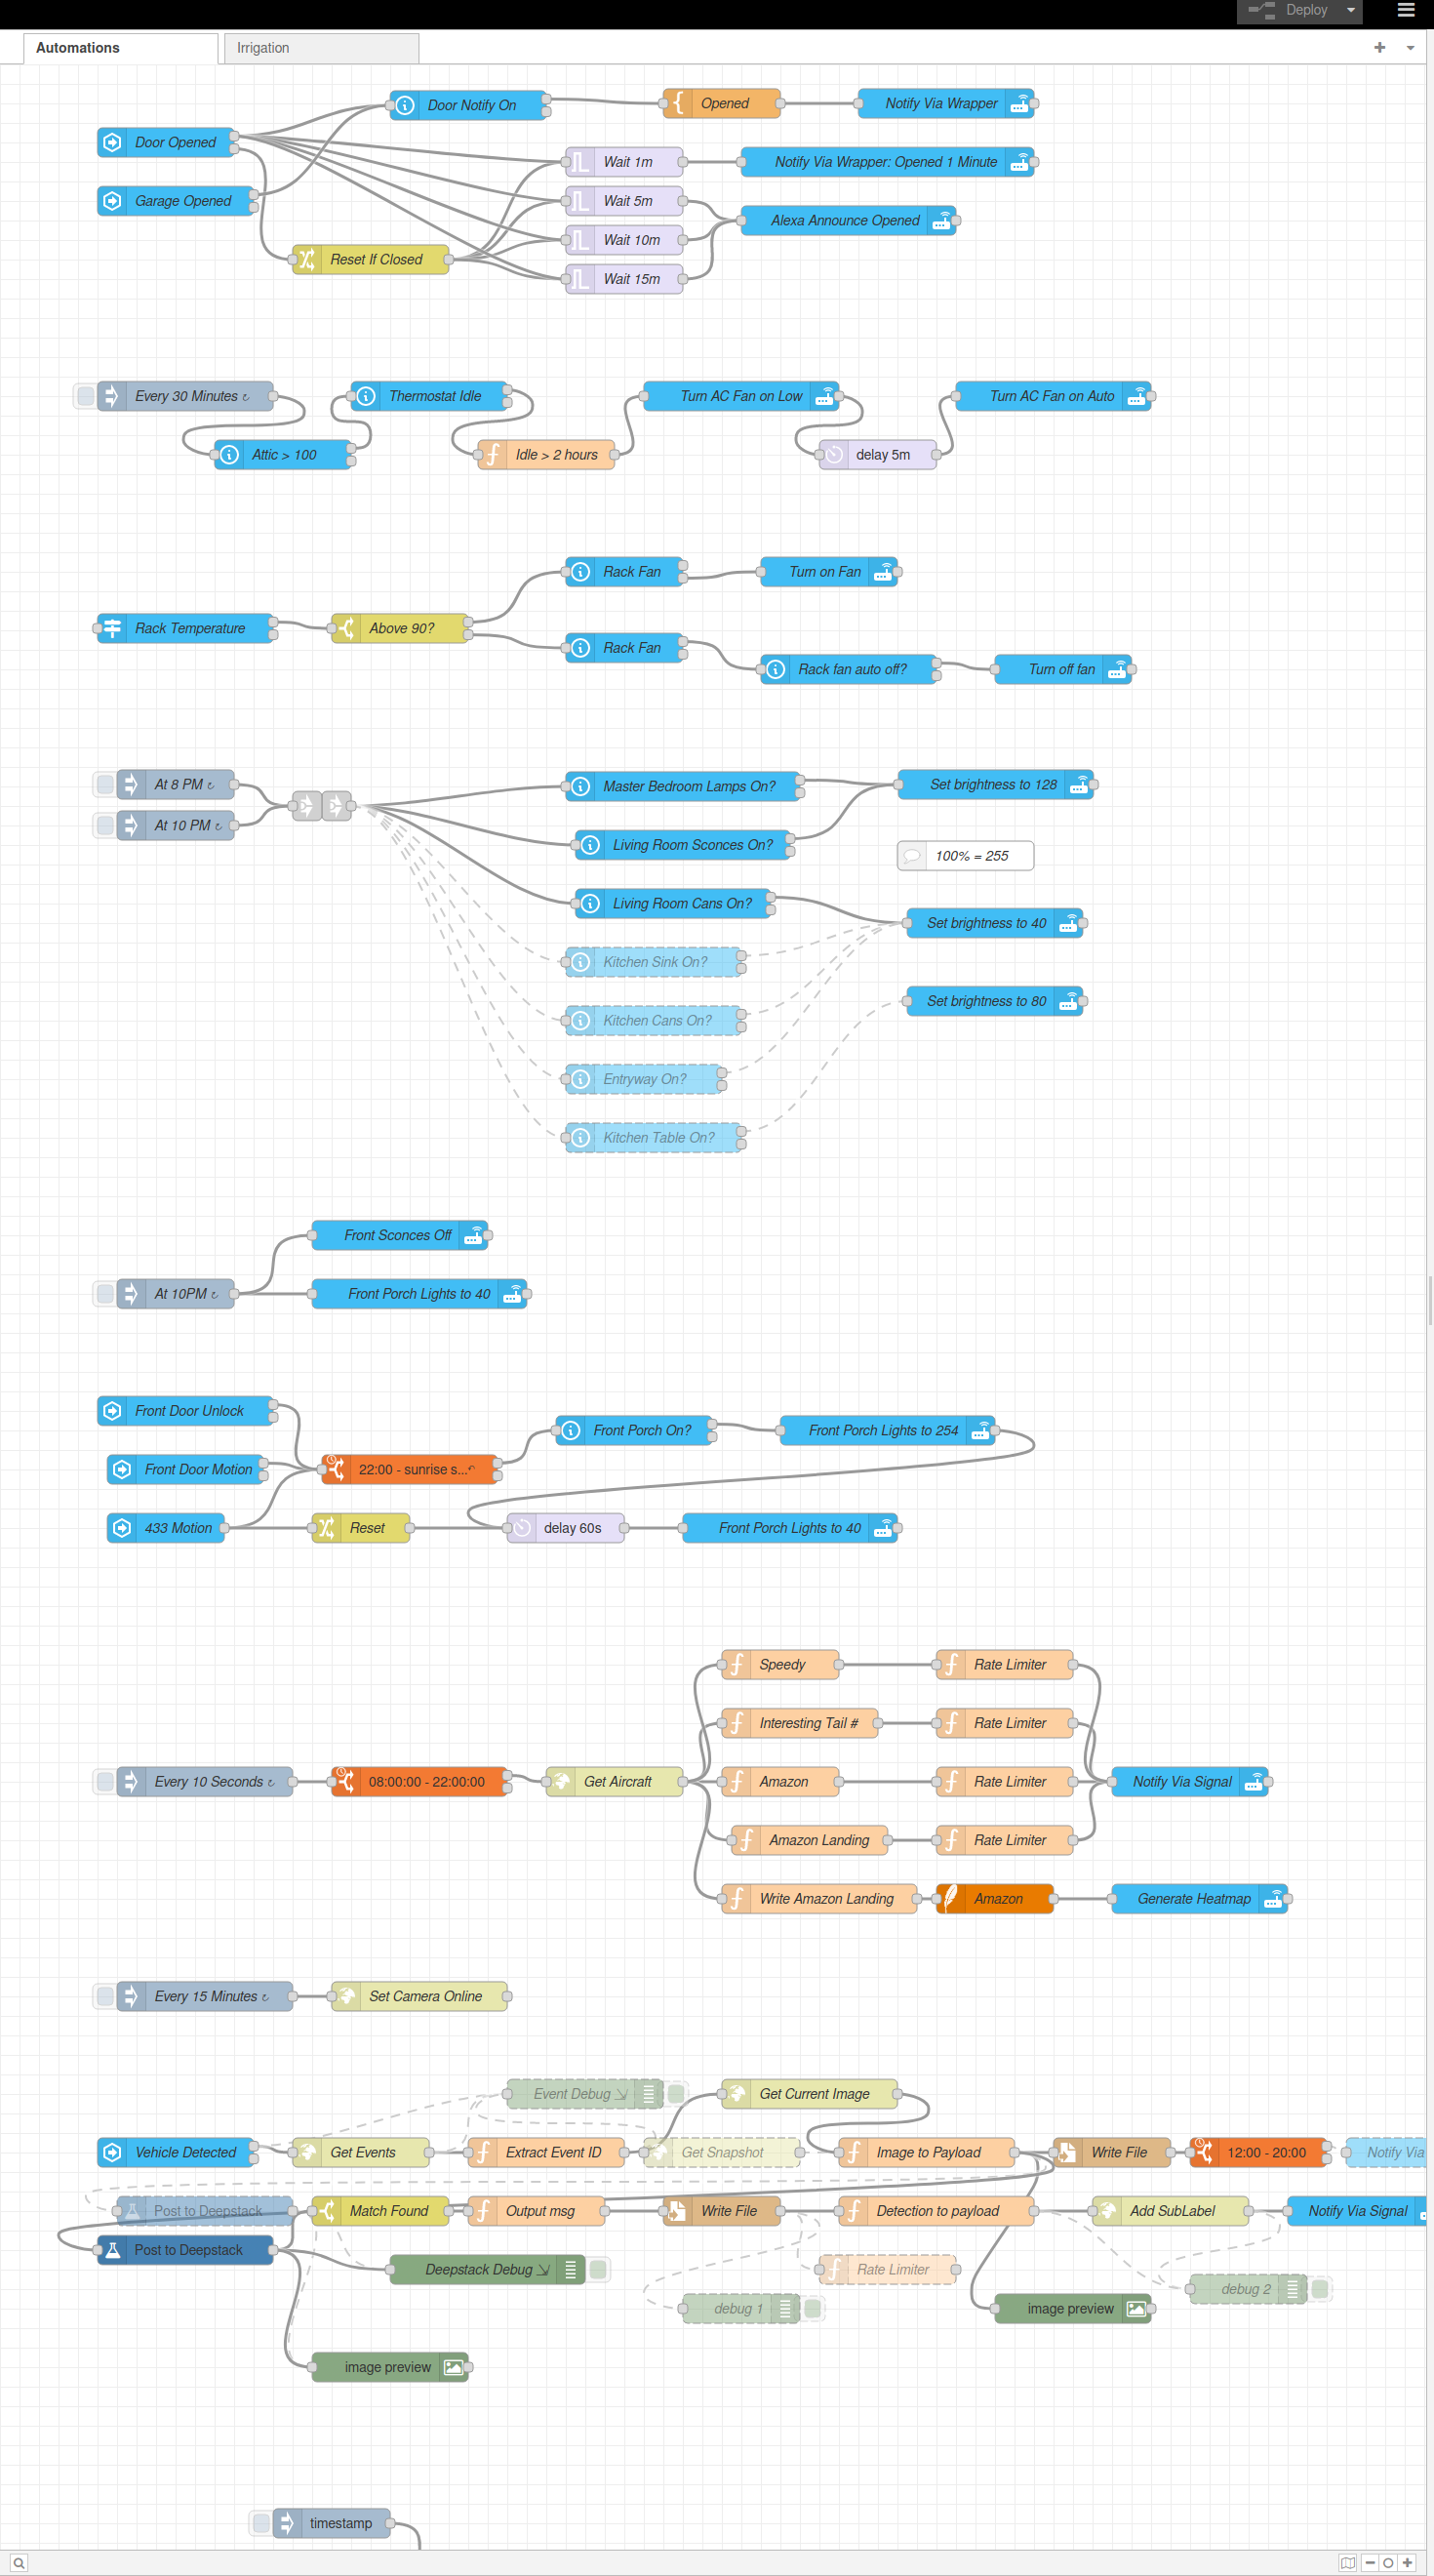 Deploy
Automations
Irrigation
Door Notify On
Opened
Notify Via Wrapper
Door Opened
Wait 1m
Notify Via Wrapper: Opened 1 Minute
Garage Opened
Wait 5m
Alexa Announce Opened
Wait 10m
Reset If Closed
Wait 15m
Every 30 Minutes ↻
Thermostat Idle
Turn AC Fan on Low
Turn AC Fan on Auto
Attic > 100
Idle > 2 hours
delay 5m
Rack Fan
Turn on Fan
Rack Temperature
Above 90?
Rack Fan
Rack fan auto off?
Turn off fan
At 8 PM ↻
Master Bedroom Lamps On?
Set brightness to 128
At 10 PM ↻
Living Room Sconces On?
100% = 255
Living Room Cans On?
Set brightness to 40
Kitchen Sink On?
Set brightness to 80
Kitchen Cans On?
Entryway On?
Kitchen Table On?
Front Sconces Off
At 10PM ↻
Front Porch Lights to 40
Front Door Unlock
Front Porch On?
Front Porch Lights to 254
Front Door Motion
22:00 - sunrise s...↶
433 Motion
Reset
delay 60s
Front Porch Lights to 40
Speedy
Rate Limiter
Interesting Tail #
Rate Limiter
Every 10 Seconds ↻
08:00:00 - 22:00:00
Get Aircraft
Amazon
Rate Limiter
Notify Via Signal
Amazon Landing
Rate Limiter
Write Amazon Landing
Amazon
Generate Heatmap
Every 15 Minutes ↻
Set Camera Online
Event Debug ⇲
Get Current Image
Vehicle Detected
Get Events
Extract Event ID
Get Snapshot
Image to Payload
Write File
12:00 - 20:00
Notify Via
Post to Deepstack
Match Found
Output msg
Write File
Detection to payload
Add SubLabel
Notify Via Signal
Post to Deepstack
Deepstack Debug ⇲
Rate Limiter
debug 2
debug 1
image preview
image preview
timestamp